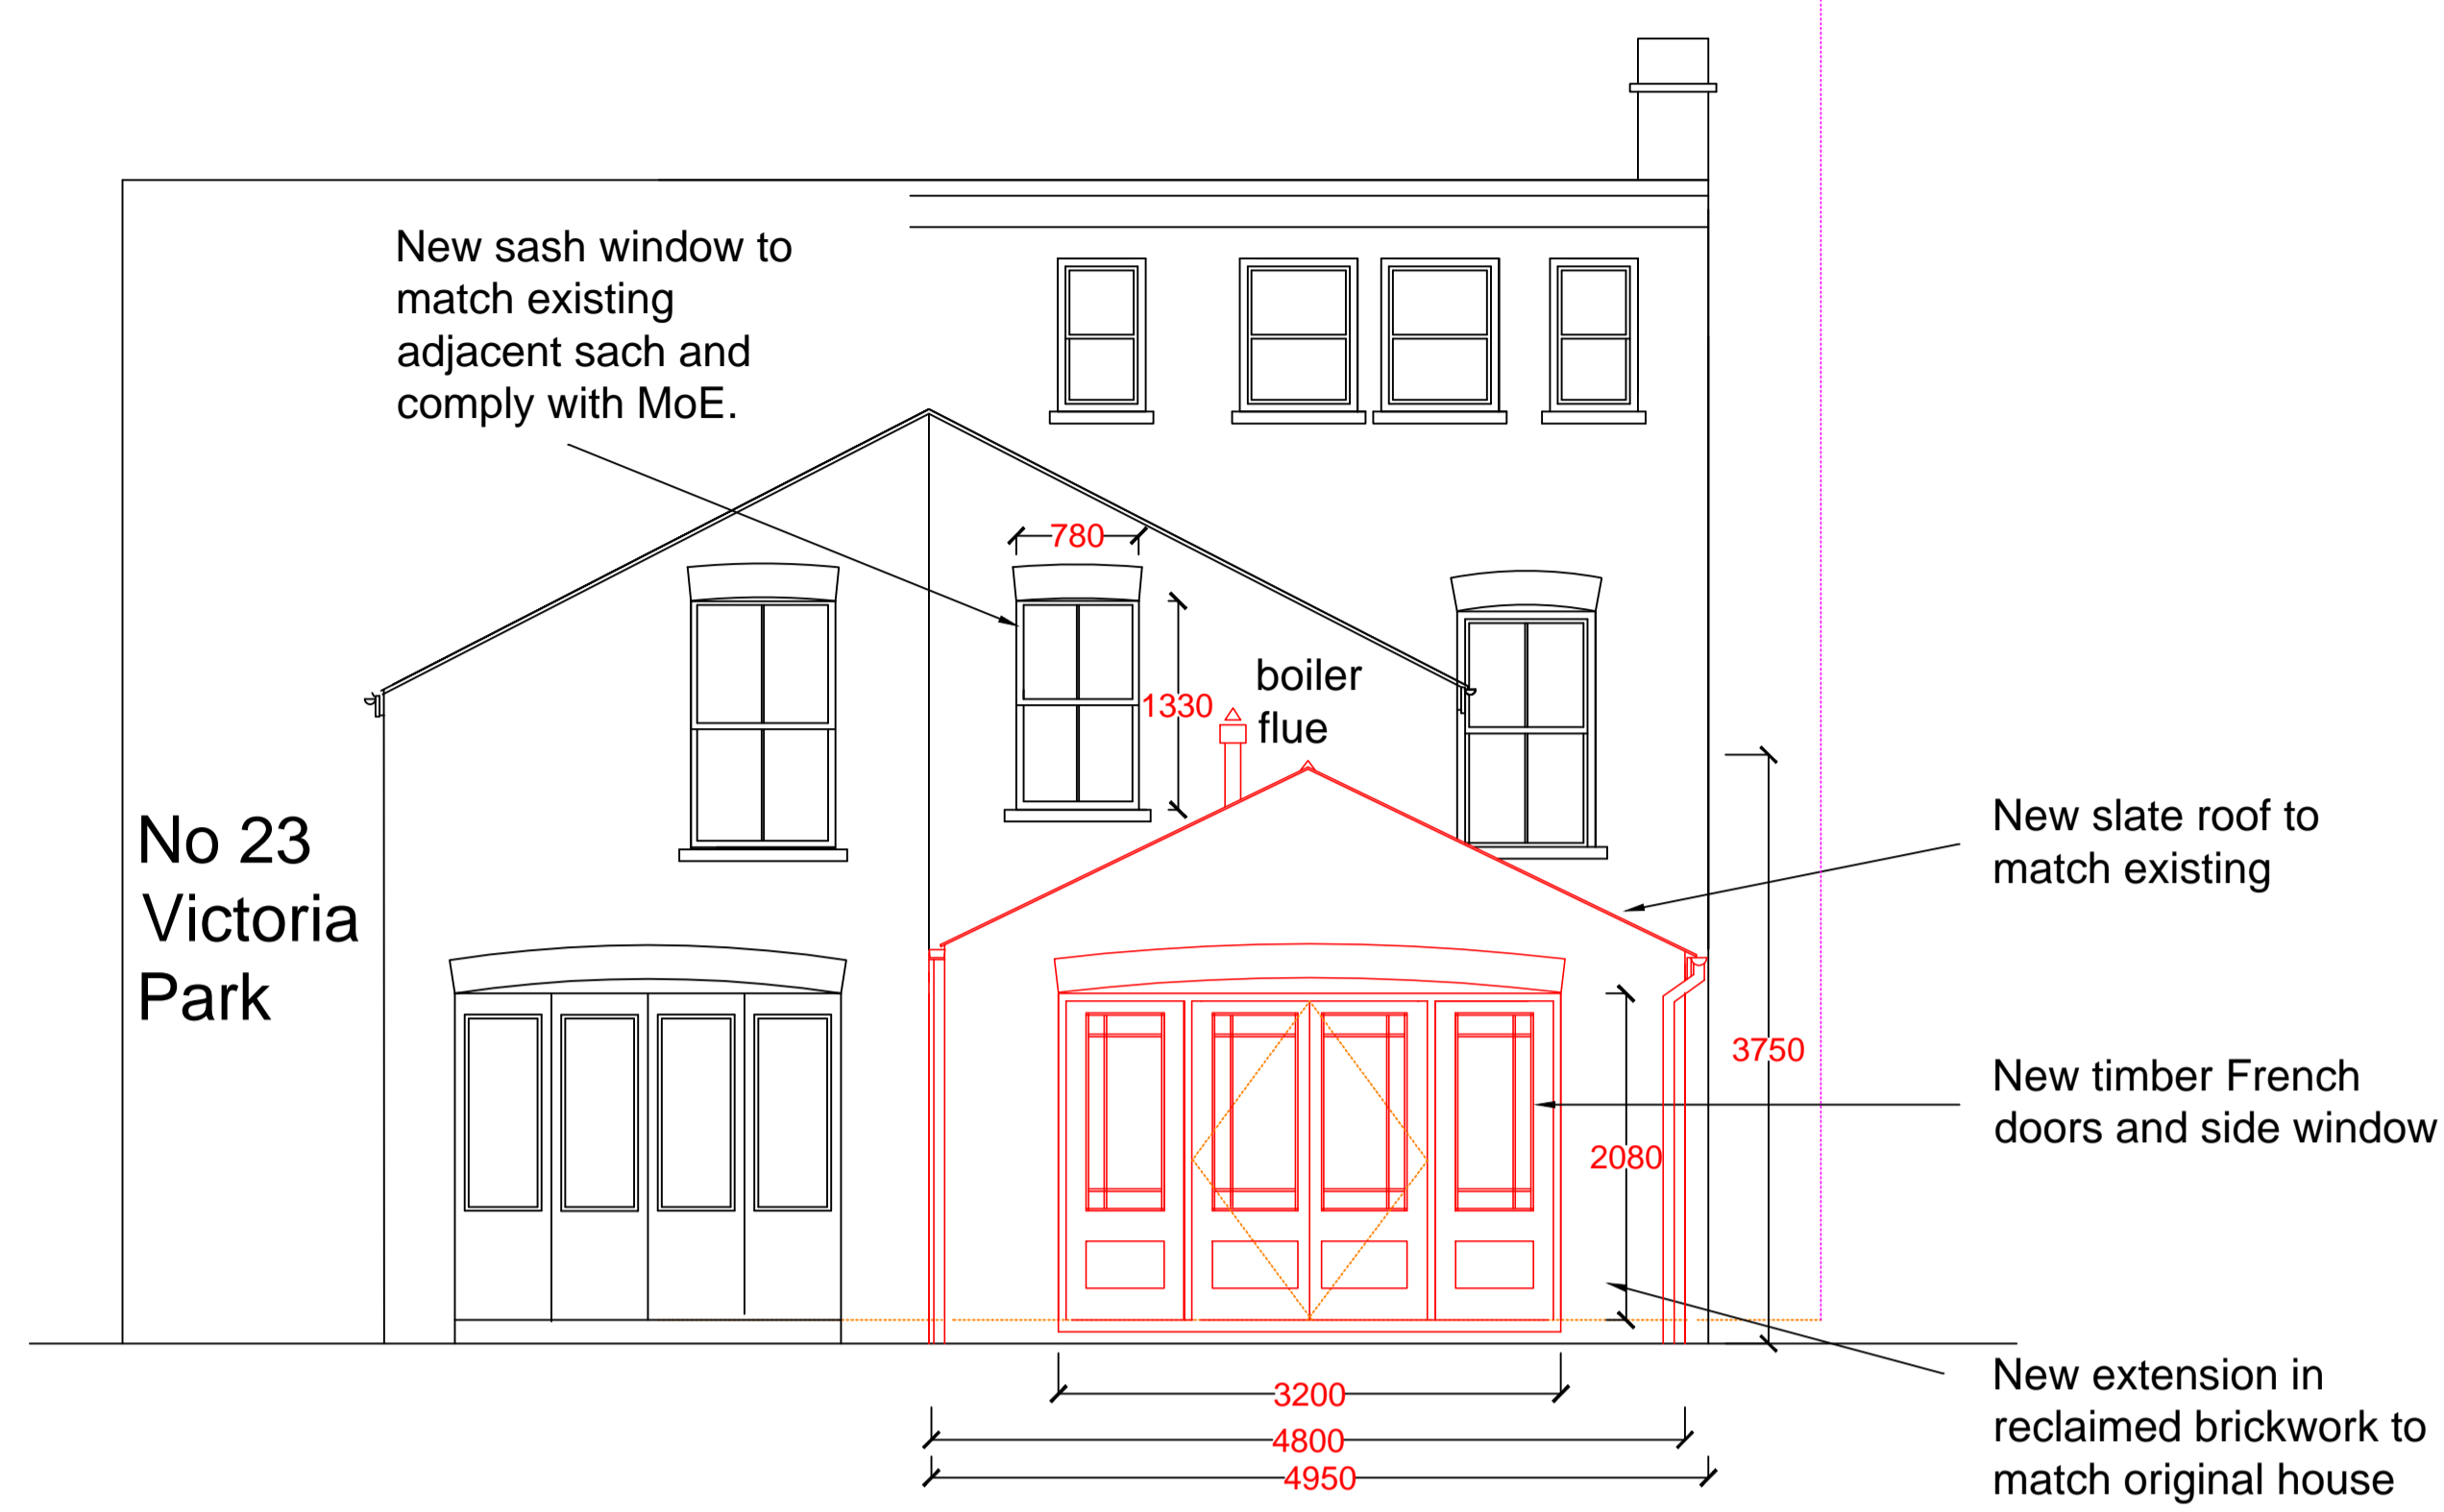 New sash window to
match existing
adjacent sach and
comply with MoE.
780
1330
boiler
flue
No 23
Victoria
Park
New slate roof to
match existing
3750
New timber French
doors and side window
2080
3200
4800
4950
New extension in
reclaimed brickwork to
match original house